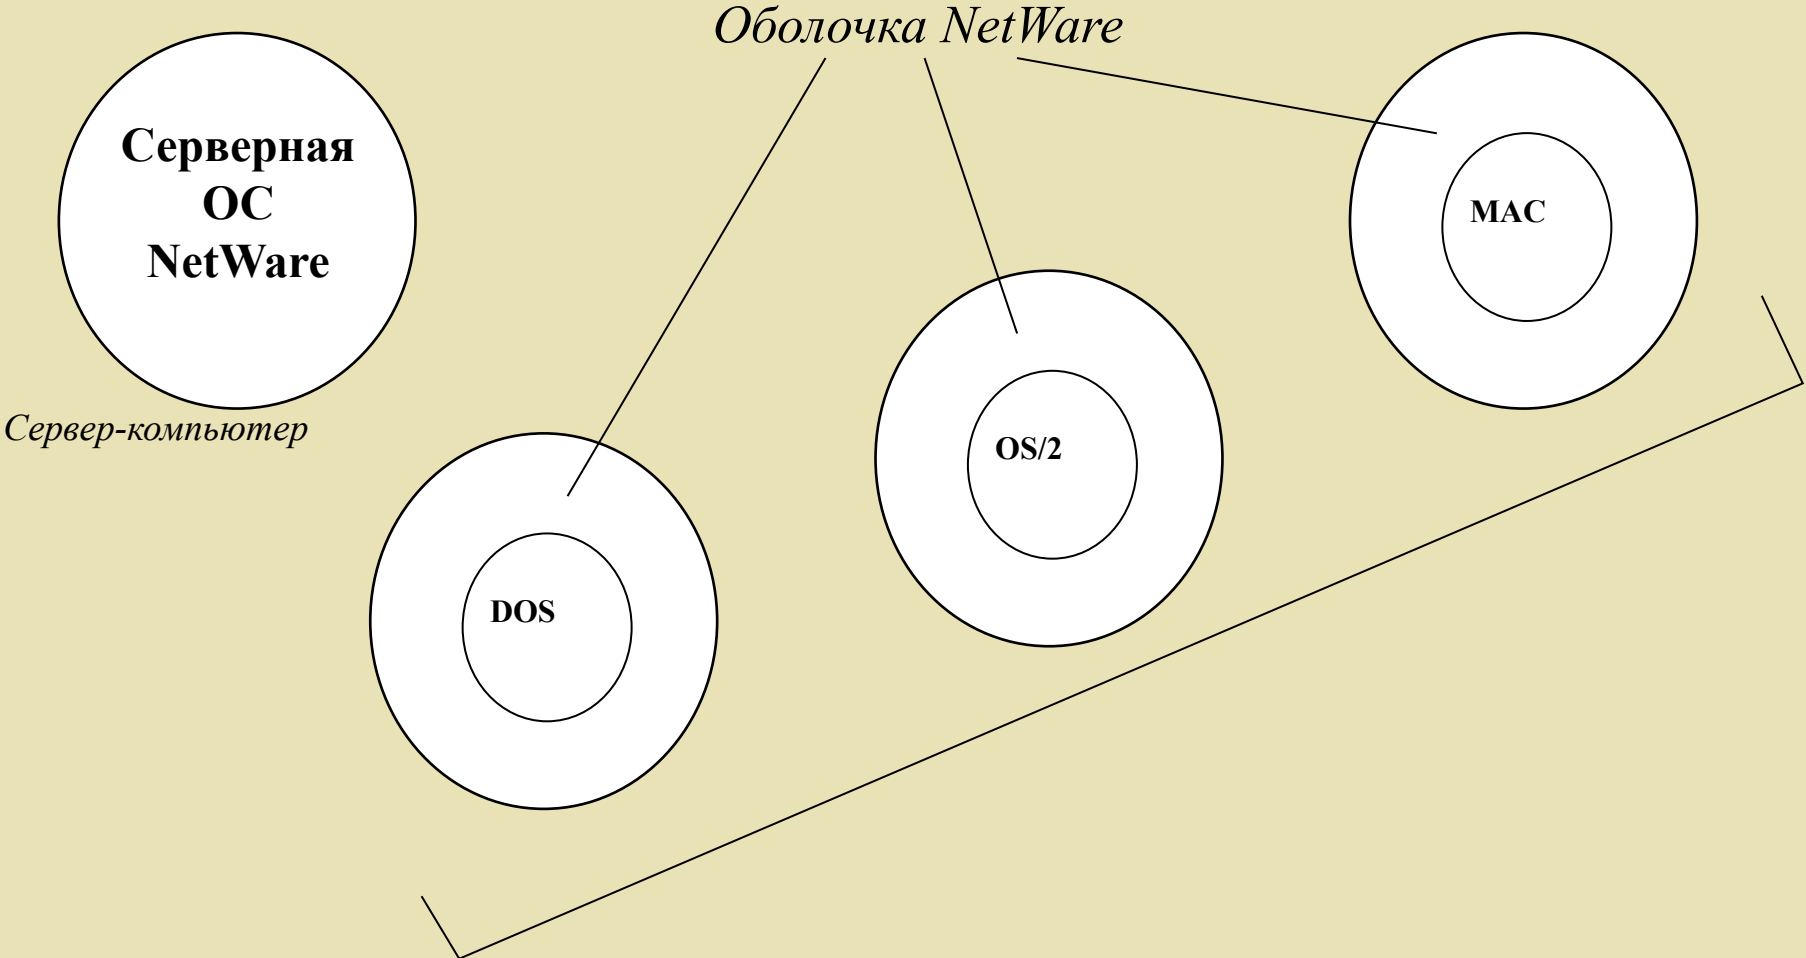 Оболочка NetWare
Серверная
ОС
NetWare
MAC
Сервер-компьютер
OS/2
DOS